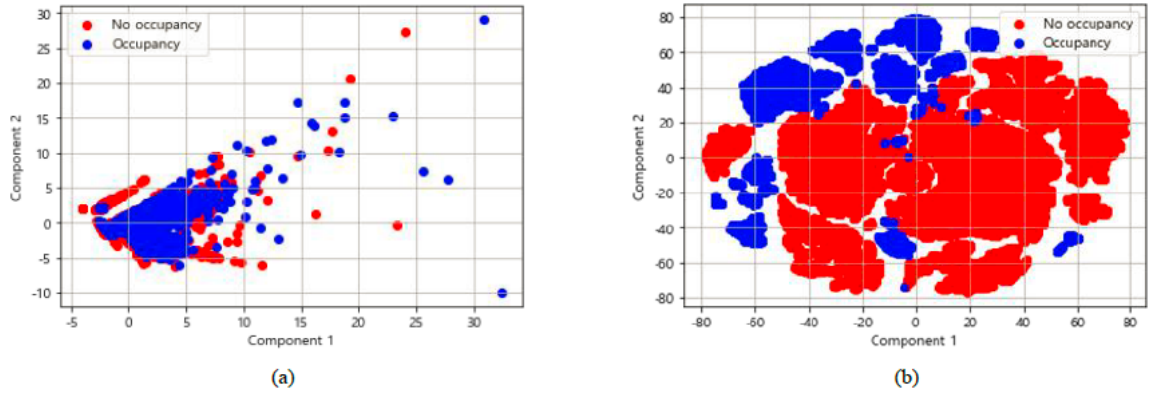 No occupancy
Occupancy
30
25
20
15
10
5
0
-5
-10
Component 2
-5 0 5 10 15 20 25 30
Component 1
(a)
No occupancy
Occupancy
80
60
40
20
0
-20
-40
-60
-80
Component 2
-80 -60 -40 -20 0 20 40 60 80
Component 1
(b)